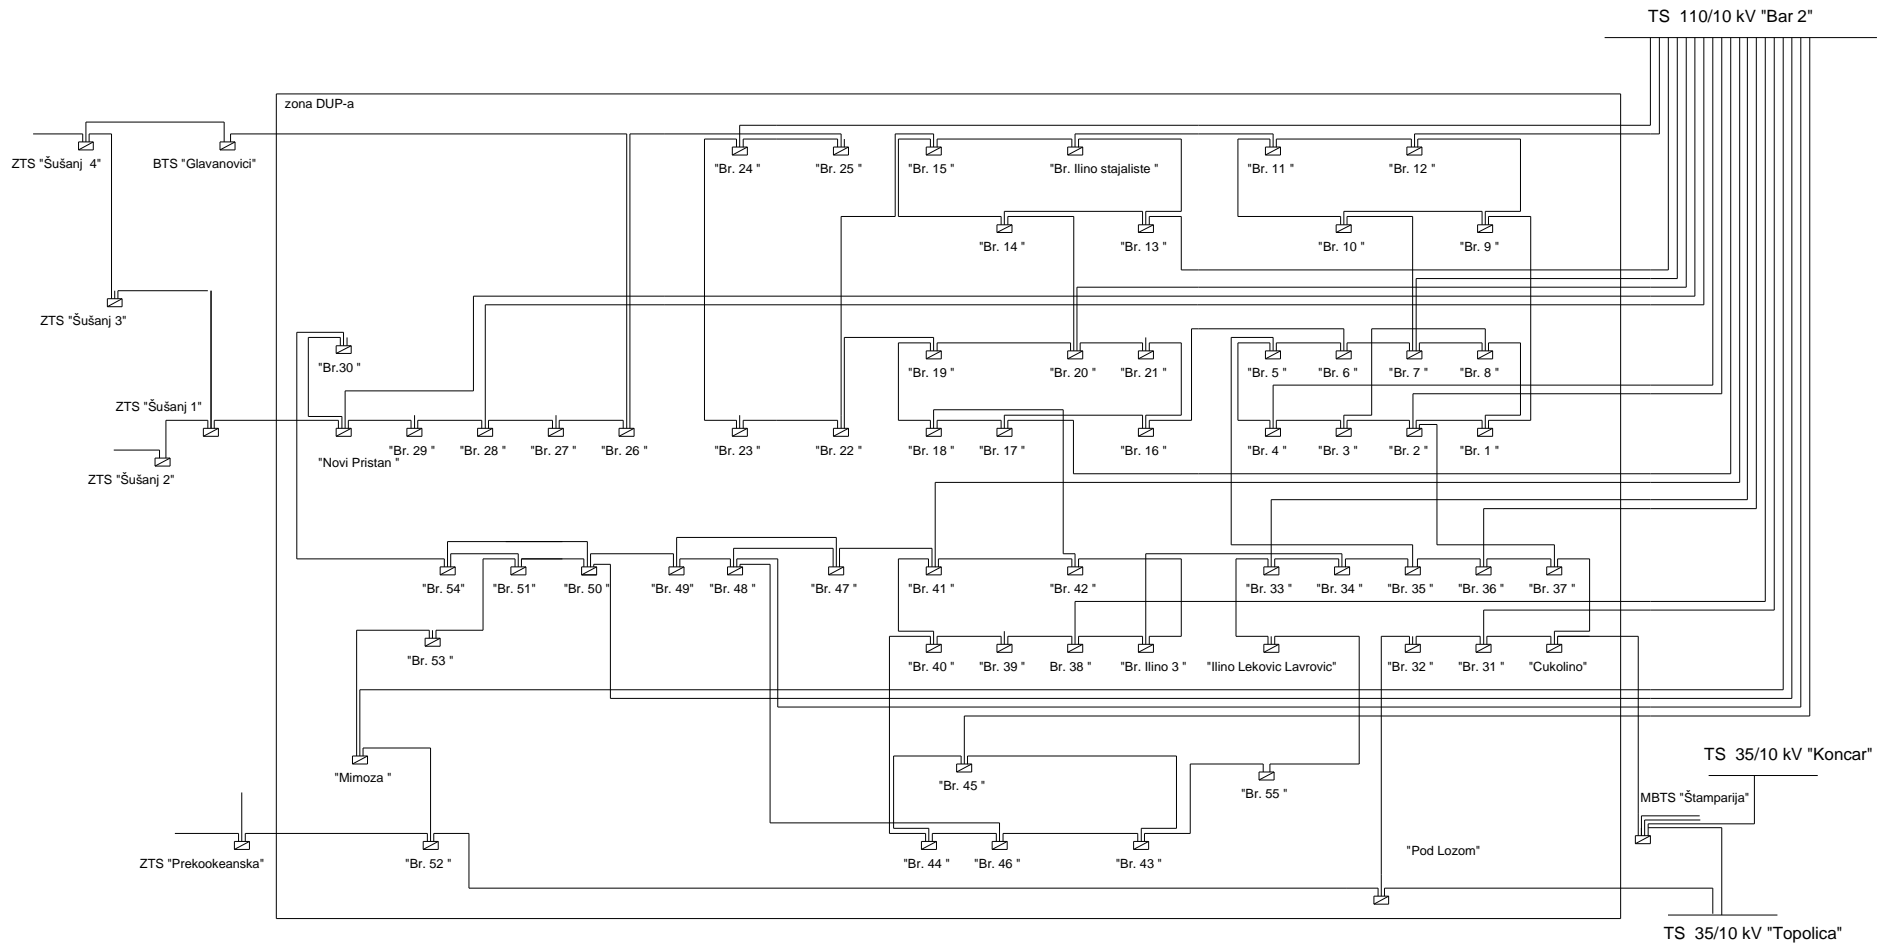 TS  110/10 kV "Bar 2"
zona DUP-a
ZTS "Šušanj  4"
BTS "Glavanovici"
"Br. 24 "
"Br. 25 "
"Br. 15 "
"Br. Ilino stajaliste "
"Br. 11 "
"Br. 12 "
"Br. 14 "
"Br. 13 "
"Br. 10 "
"Br. 9 "
ZTS "Šušanj 3"
"Br.30 "
"Br. 19 "
"Br. 20 "
"Br. 21 "
"Br. 5 "
"Br. 6 "
"Br. 7 "
"Br. 8 "
ZTS "Šušanj 1"
"Novi Pristan "
"Br. 29 "
"Br. 28 "
"Br. 27 "
"Br. 26 "
"Br. 23 "
"Br. 22 "
"Br. 18 "
"Br. 17 "
"Br. 16 "
"Br. 4 "
"Br. 3 "
"Br. 2 "
"Br. 1 "
ZTS "Šušanj 2"
"Br. 54"
"Br. 51"
"Br. 50 "
"Br. 49"
"Br. 48 "
"Br. 47 "
"Br. 41 "
"Br. 42 "
"Br. 33 "
"Br. 34 "
"Br. 35 "
"Br. 36 "
"Br. 37 "
"Br. 53 "
"Br. 40 "
"Br. 39 "
Br. 38 "
"Br. Ilino 3 "
"Ilino Lekovic Lavrovic"
"Br. 32 "
"Br. 31 "
"Cukolino"
"Mimoza "
"Br. 45 "
"Br. 55 "
TS  35/10 kV "Koncar"
MBTS "Štamparija"
ZTS "Prekookeanska"
"Br. 52 "
"Br. 44 "
"Br. 46 "
"Br. 43 "
"Pod Lozom"
TS  35/10 kV "Topolica"